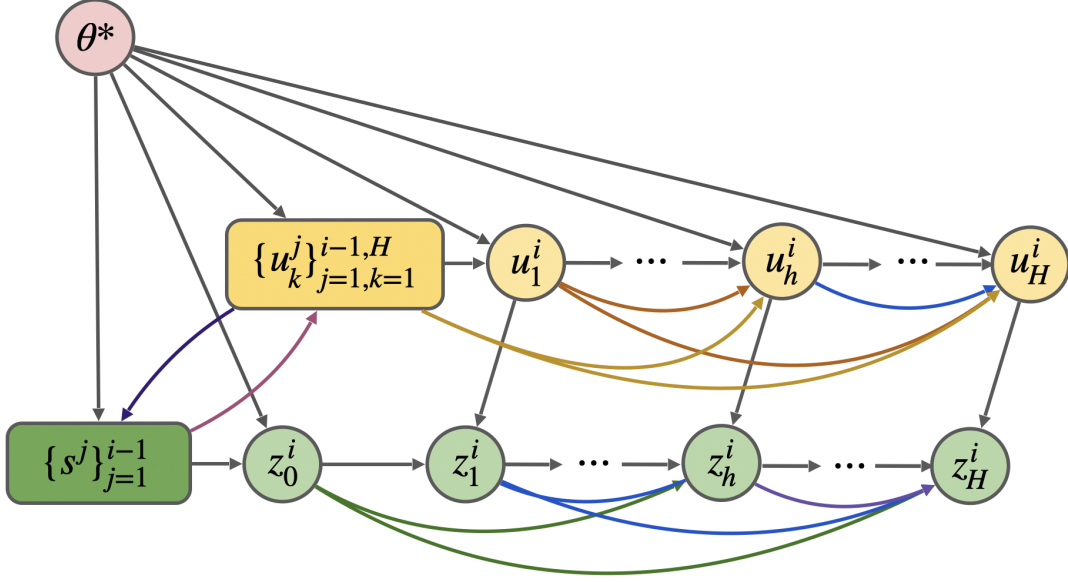 θ*
{u_k^j}_{j=1,k=1}^{i-1,H} u_1^i ... u_h^i ... u_H^i
{s^j}_{j=1}^{i-1} z_0^i z_1^i ... z_h^i ... z_H^i